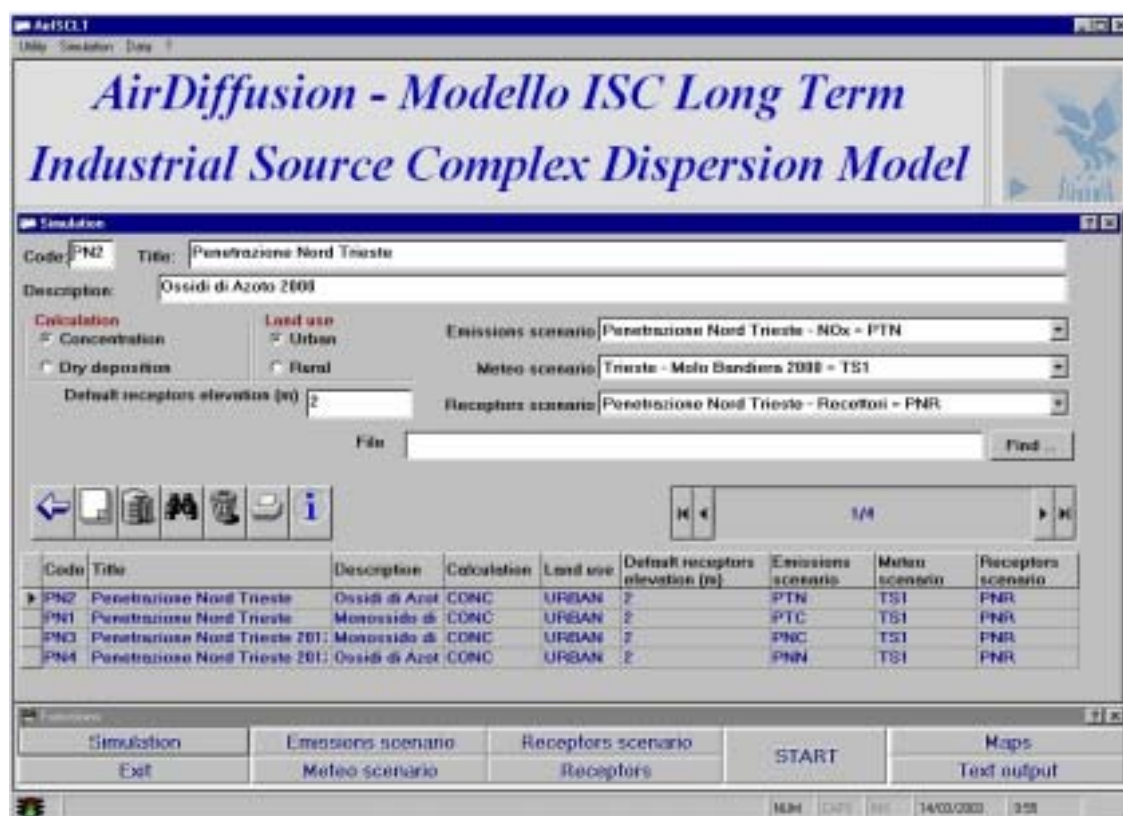 AirDiffusion - Modello ISC Long Term
Industrial Source Complex Dispersion Model
Utility Simulation Data ?
Simulation
Code: PN2 Title: Penetrazione Nord Trieste
Description: Ossidi di Azoto 2000
Calculation Land use
Concentration Urban Emissions scenario Penetrazione Nord Trieste - NOx = PTN
Dry deposition Rural Meteo scenario Trieste - Molo Bandiera 2000 = TS1
Default receptors elevation (m) 2 Receptors scenario Penetrazione Nord Trieste - Recettori = PNR
File Find ...
1/4
Code Title Description Calculation Land use Default receptors elevation (m) Emissions scenario Meteo scenario Receptors scenario
PN2 Penetrazione Nord Trieste Ossidi di Azot CONC URBAN 2 PTN TS1 PNR
PN1 Penetrazione Nord Trieste Monossido di CONC URBAN 2 PTC TS1 PNR
PN3 Penetrazione Nord Trieste 201 Monossido di CONC URBAN 2 PNC TS1 PNR
PN4 Penetrazione Nord Trieste 201 Ossidi di Azot CONC URBAN 2 PNN TS1 PNR
Simulation Emissions scenario Receptors scenario START Maps
Exit Meteo scenario Receptors Text output
NUM CAPS INS 14/03/2003